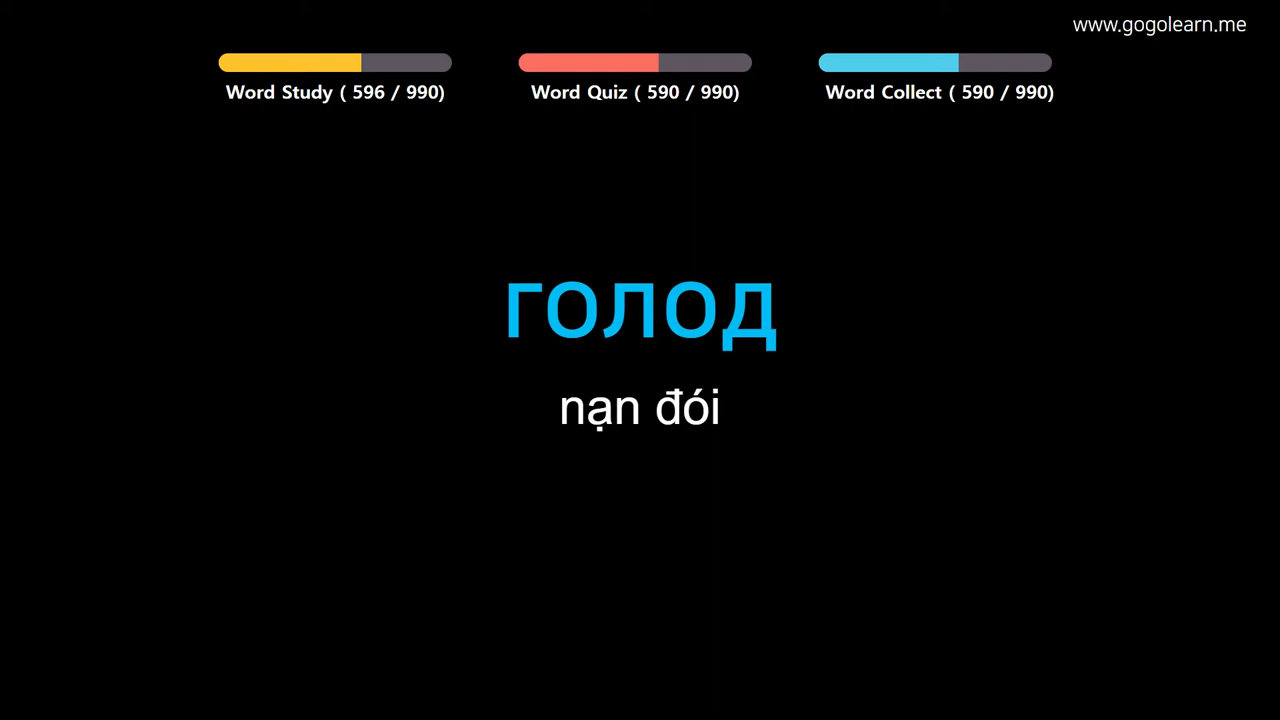 www.gogolearn.me
Word Study ( 596 / 990)
Word Quiz ( 590 / 990)
Word Collect ( 590 / 990)
голод
nạn đói